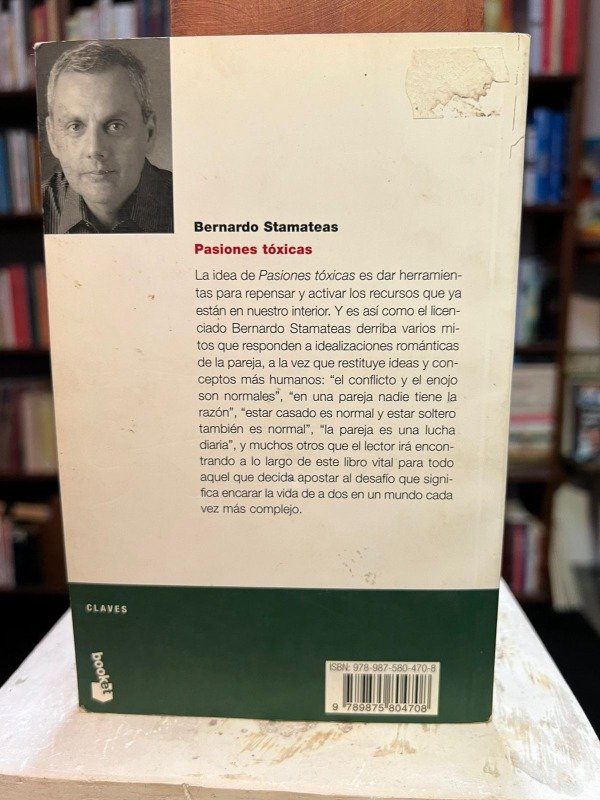 Bernardo Stamateas
Pasiones tóxicas
La idea de Pasiones tóxicas es dar herramien-
tas para repensar y activar los recursos que ya
están en nuestro interior. Y es así como el licen-
ciado Bernardo Stamateas derriba varios mi-
tos que responden a idealizaciones románticas
de la pareja, a la vez que restituye ideas y con-
ceptos más humanos: “el conflicto y el enojo
son normales”, “en una pareja nadie tiene la
razón”, “estar casado es normal y estar soltero
también es normal”, “la pareja es una lucha
diaria”, y muchos otros que el lector irá encon-
trando a lo largo de este libro vital para todo
aquel que decida apostar al desafío que signi-
fica encarar la vida de a dos en un mundo cada
vez más complejo.
CLAVES
booket
ISBN: 978-987-580-470-8
9 789875 804708